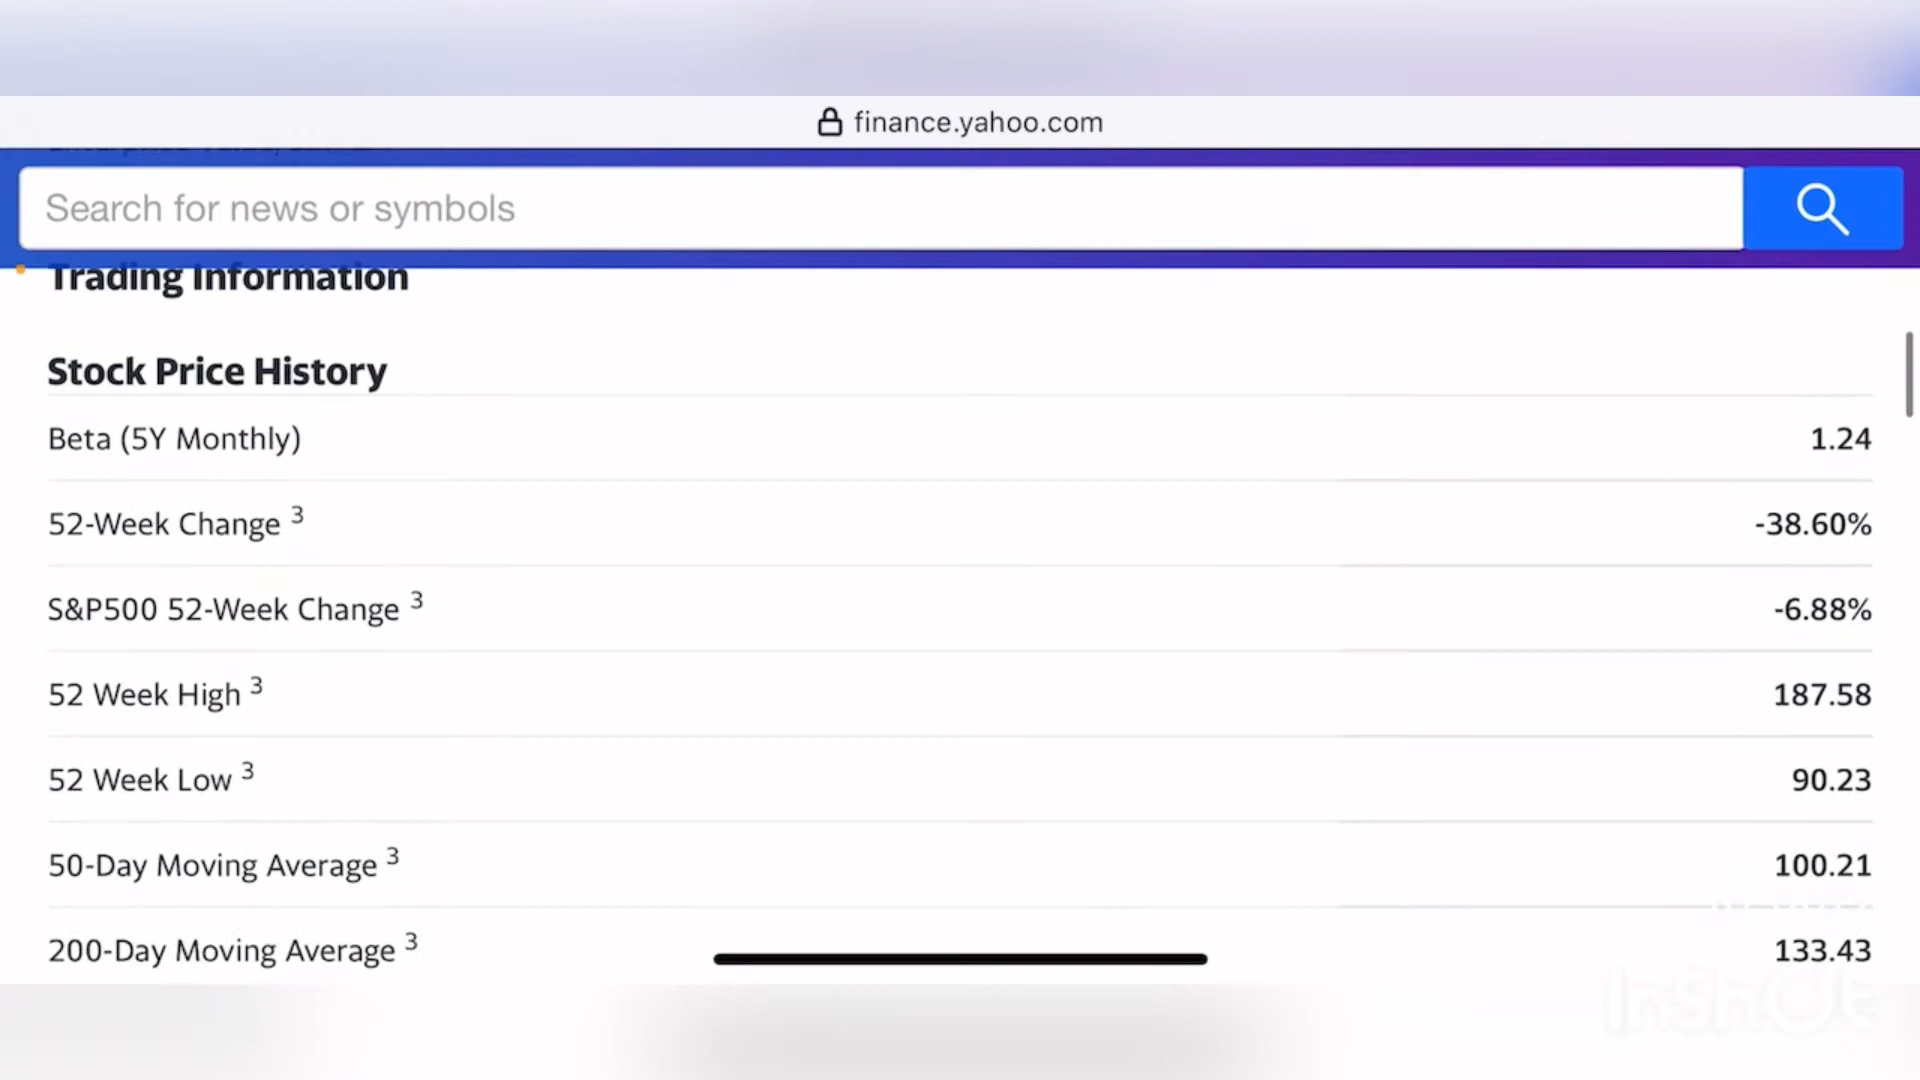 finance.yahoo.com
Search for news or symbols
Trading Information
Stock Price History
Beta (5Y Monthly) 1.24
52-Week Change 3 -38.60%
S&P500 52-Week Change 3 -6.88%
52 Week High 3 187.58
52 Week Low 3 90.23
50-Day Moving Average 3 100.21
200-Day Moving Average 3 133.43
InShOt